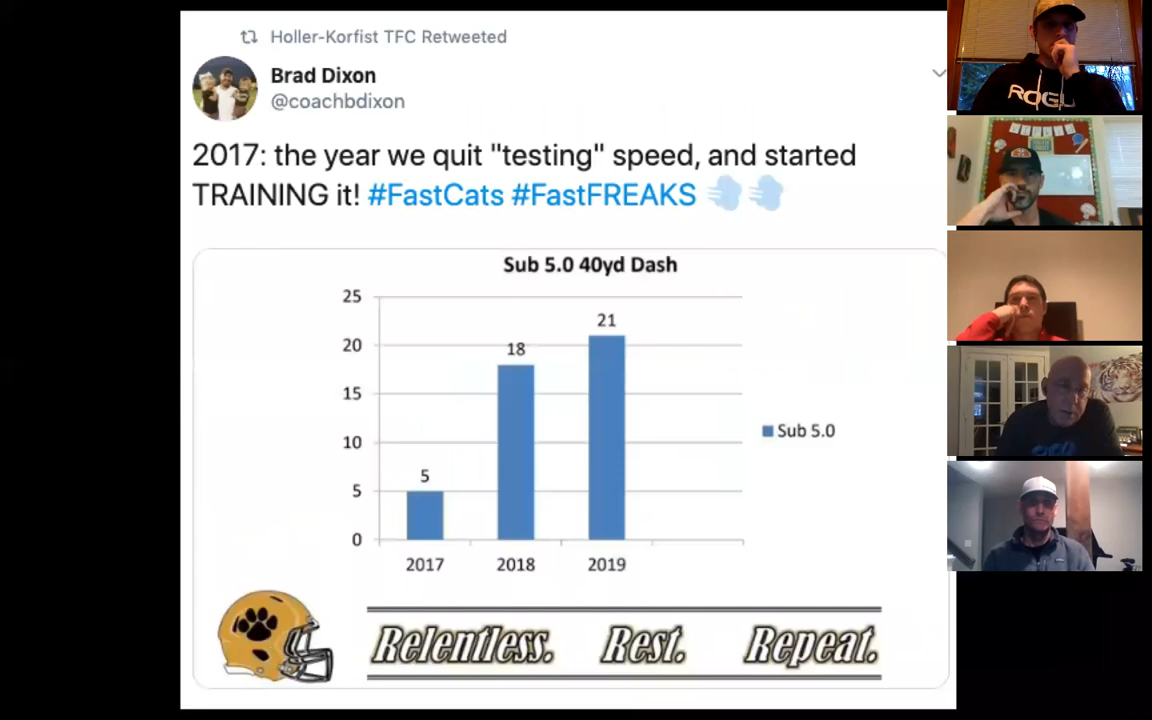 Holler-Korfist TFC Retweeted
Brad Dixon
@coachbdixon
2017: the year we quit "testing" speed, and started
TRAINING it! #FastCats #FastFREAKS
Sub 5.0 40yd Dash
25
20
15
10
5
0
5
18
21
2017 2018 2019
Sub 5.0
Relentless. Rest. Repeat.